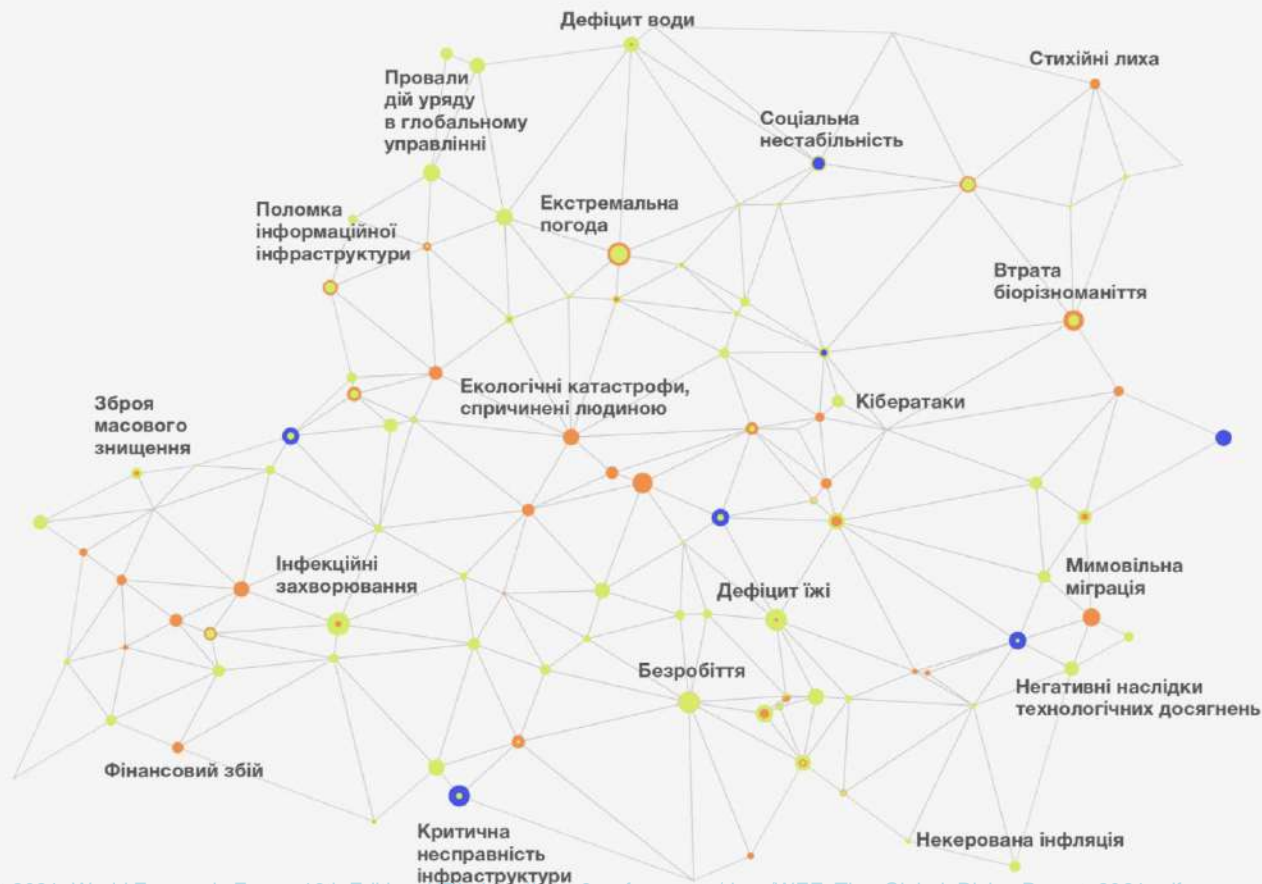 Дефіцит води
Стихійні лиха
Провали
дій уряду
в глобальному
управлінні
Соціальна
нестабільність
Поломка
інформаційної
інфраструктури
Екстремальна
погода
Втрата
біорізноманіття
Екологічні катастрофи,
спричинені людиною
Кібератаки
Зброя
масового
знищення
Інфекційні
захворювання
Дефіцит їжі
Мимовільна
міграція
Безробіття
Негативні наслідки
технологічних досягнень
Фінансовий збій
Критична
несправність
інфраструктури
Некерована інфляція